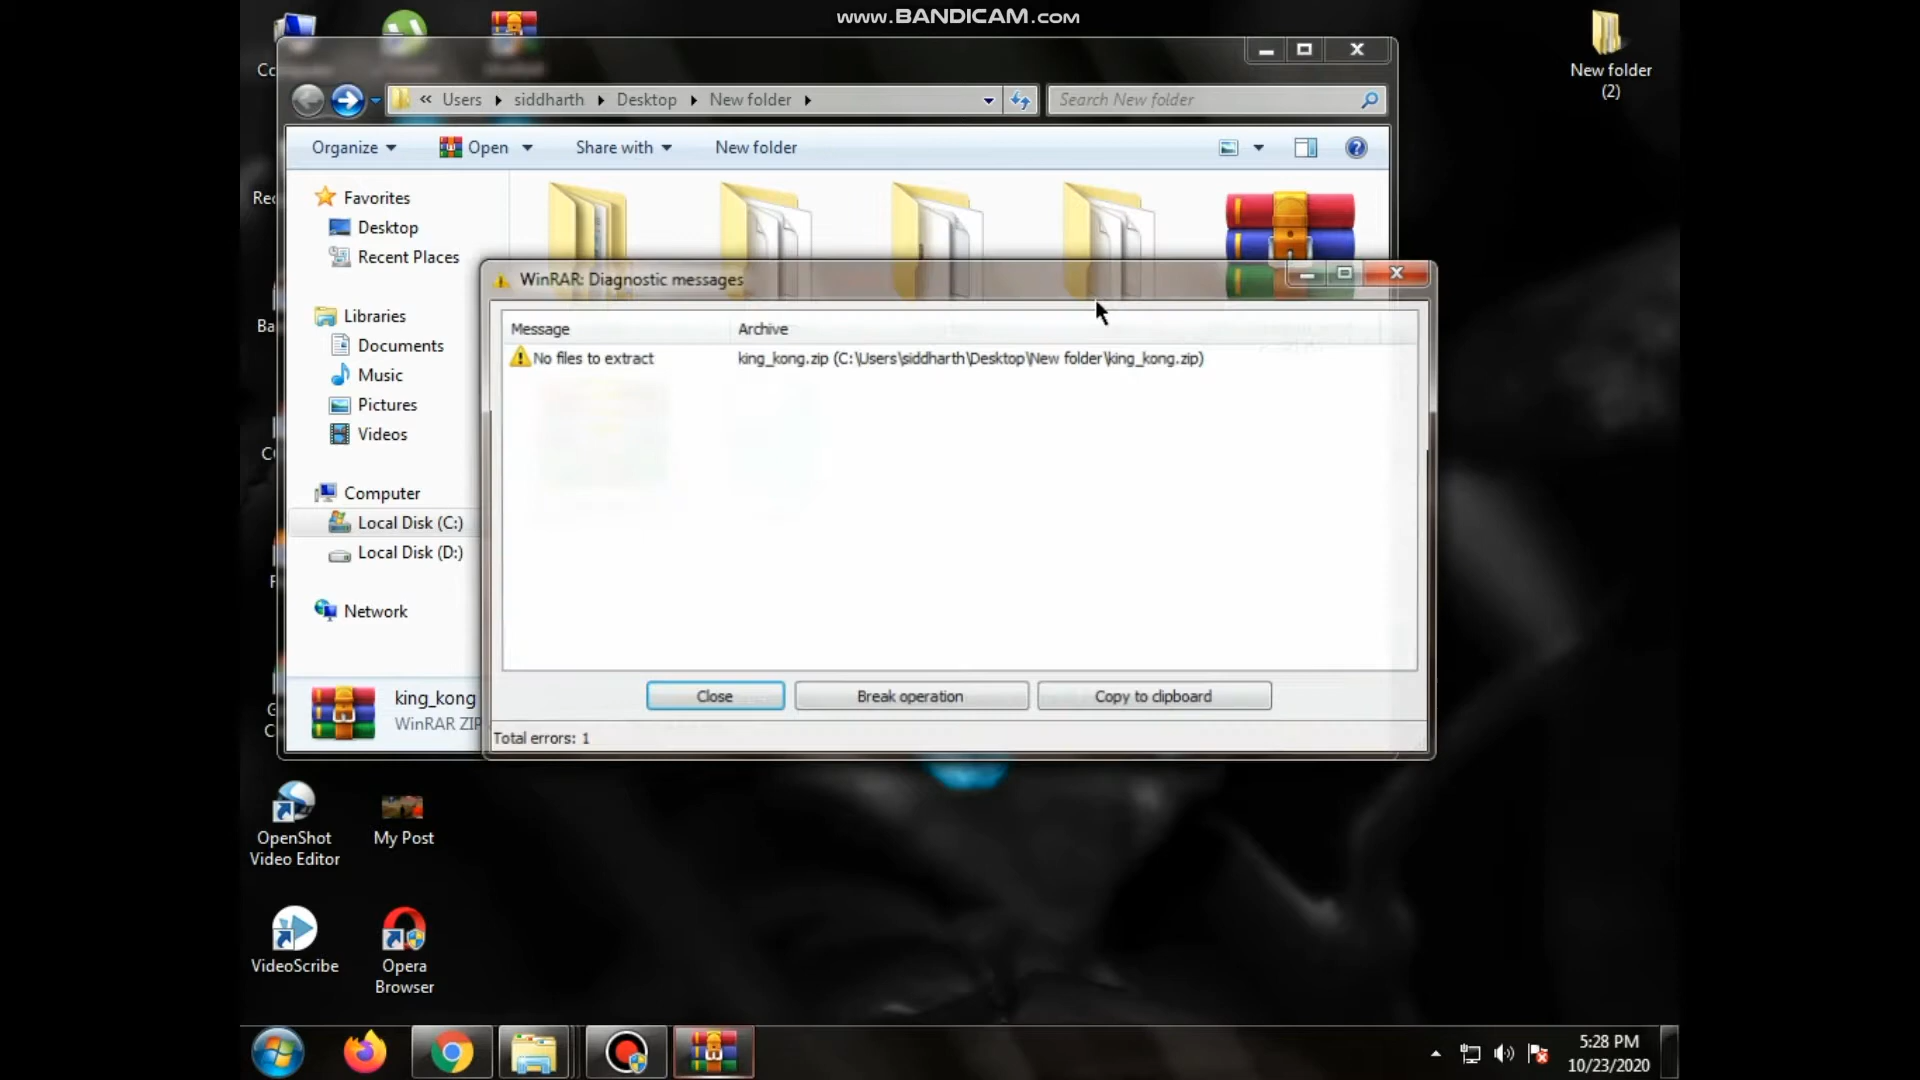 www.BANDICAM.com
New folder
(2)
« Users ▸ siddharth ▸ Desktop ▸ New folder ▸
Search New folder
Organize
Open
Share with
New folder
Favorites
Desktop
Recent Places
Libraries
Documents
Music
Pictures
Videos
Computer
Local Disk (C:)
Local Disk (D:)
Network
WinRAR: Diagnostic messages
Message Archive
No files to extract king_kong.zip (C:\Users\siddharth\Desktop\New folder\king_kong.zip)
Close
Break operation
Copy to clipboard
Total errors: 1
king_kong
WinRAR ZIP
OpenShot
Video Editor
My Post
VideoScribe
Opera
Browser
5:28 PM
10/23/2020